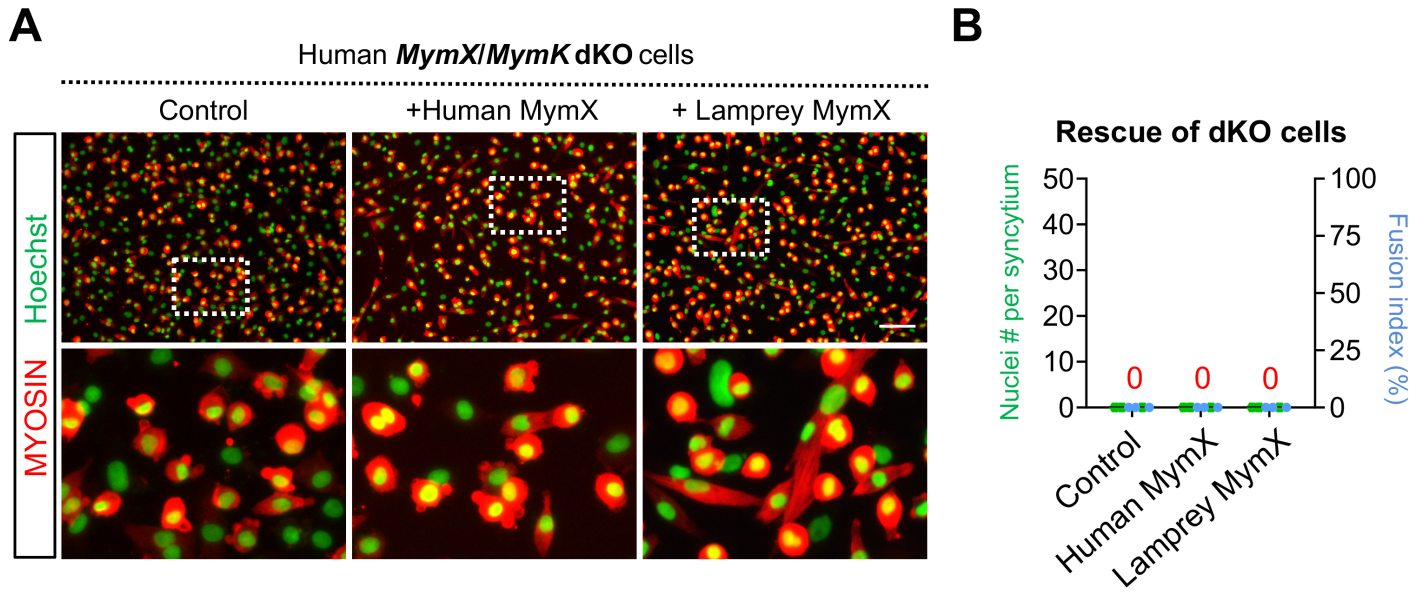 A
Human MymX/MymK dKO cells
Control
+Human MymX
+ Lamprey MymX
MYOSIN Hoechst
B
Rescue of dKO cells
Nuclei # per syncytium
50
40
30
20
10
0
100
75
50
25
0
Fusion index (%)
0
0
0
Control
Human MymX
Lamprey MymX